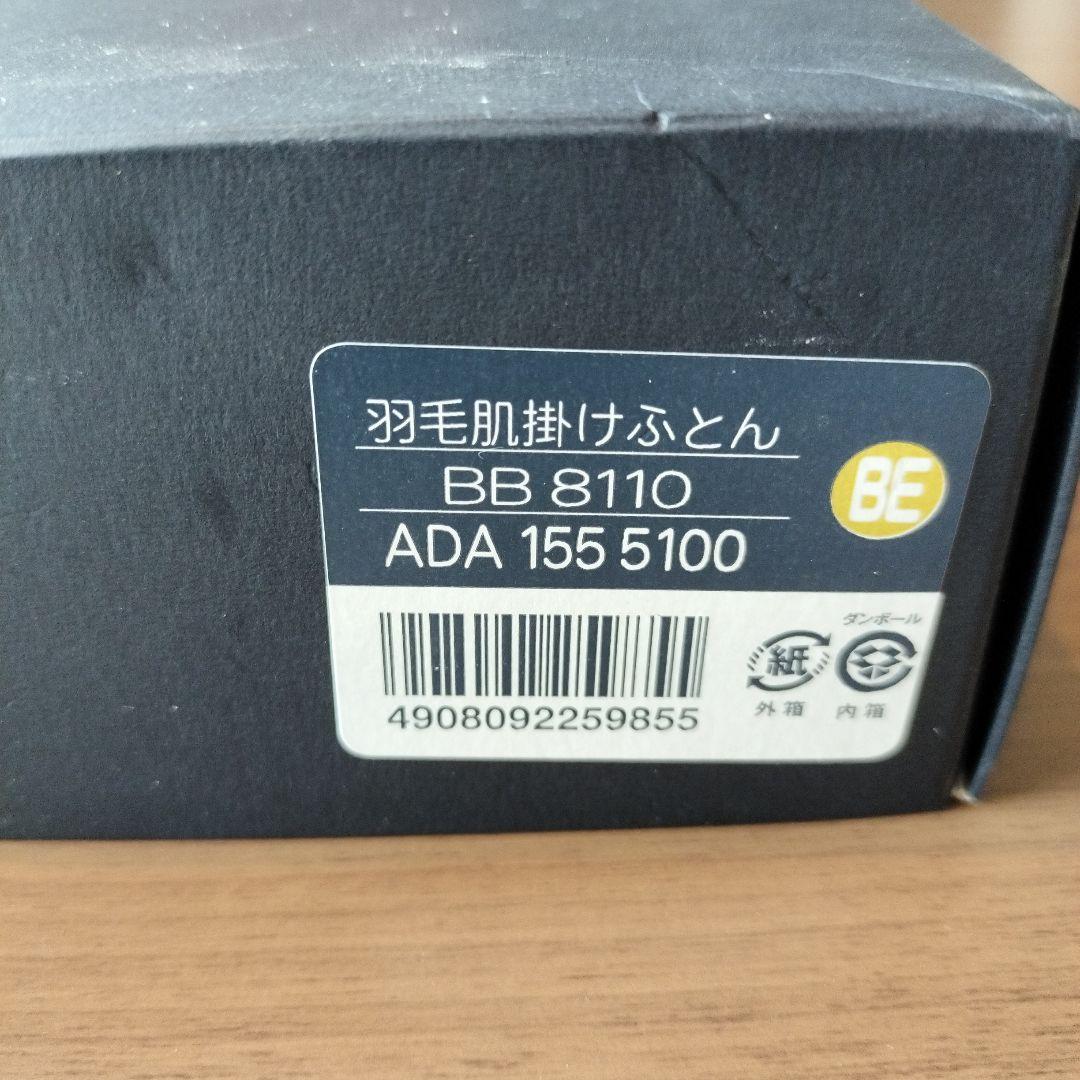 羽毛肌掛けふとん
BB 8110
ADA 155 5100
BE
4908092259855
紙
外箱
ダンボール
内箱